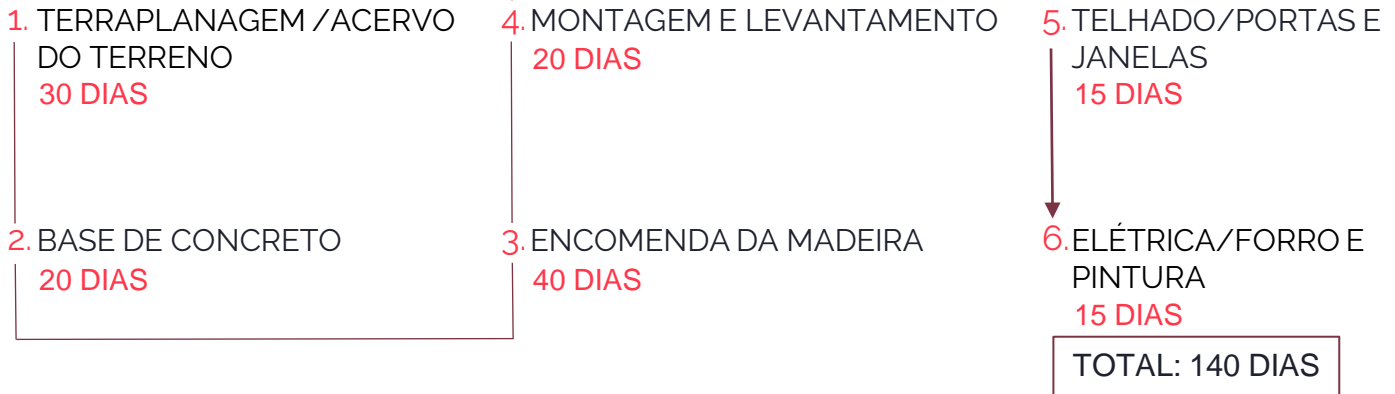 1. TERRAPLANAGEM /ACERVO
DO TERRENO
30 DIAS
2. BASE DE CONCRETO
20 DIAS
3. ENCOMENDA DA MADEIRA
40 DIAS
4. MONTAGEM E LEVANTAMENTO
20 DIAS
5. TELHADO/PORTAS E
JANELAS
15 DIAS
6. ELÉTRICA/FORRO E
PINTURA
15 DIAS
TOTAL: 140 DIAS